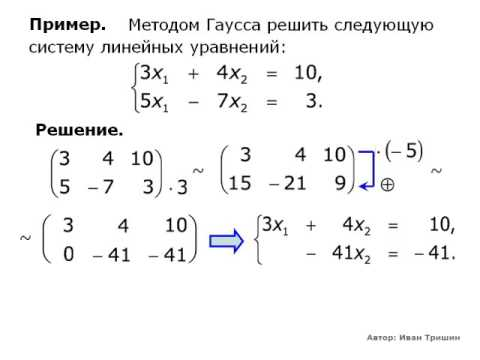 Пример. Методом Гаусса решить следующую
систему линейных уравнений:
3x₁ + 4x₂ = 10,
5x₁ − 7x₂ = 3.
Решение.
(3 4 10) ~ (3 4 10) · (− 5)
(5 − 7 3) · 3 (15 − 21 9) ⊕ ~
~ (3 4 10) ⇒ {3x₁ + 4x₂ = 10,
(0 − 41 − 41) − 41x₂ = − 41.
Автор: Иван Тришин